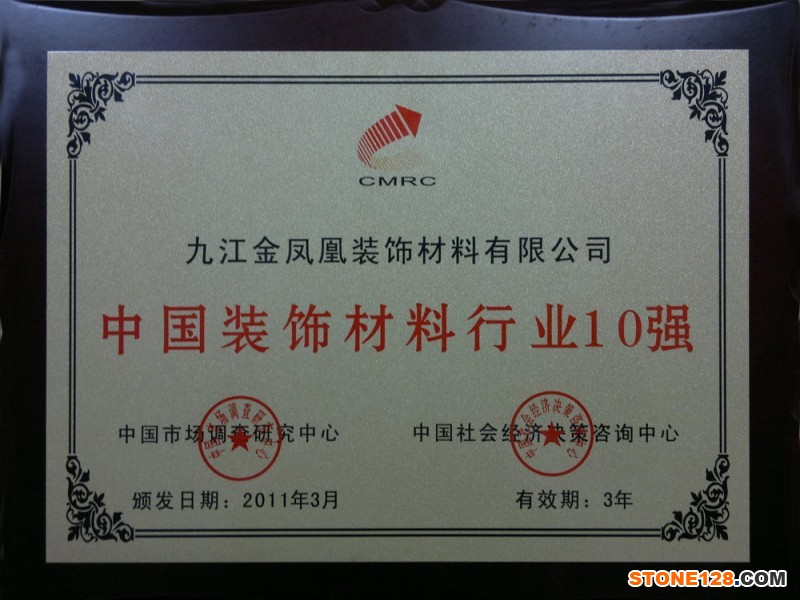 CMRC
九江金凤凰装饰材料有限公司
中国装饰材料行业10强
中国市场调查研究中心
中国社会经济决策咨询中心
颁发日期：2011年3月
有效期：3年
STONE128.COM